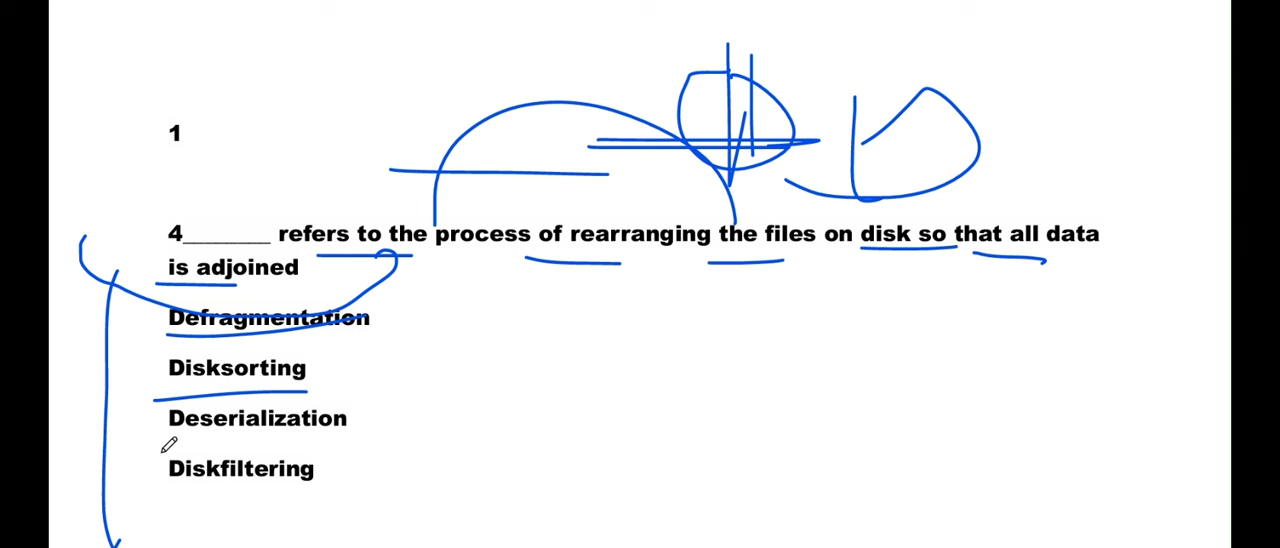 1
4________ refers to the process of rearranging the files on disk so that all data
is adjoined
Defragmentation
Disksorting
Deserialization
Diskfiltering